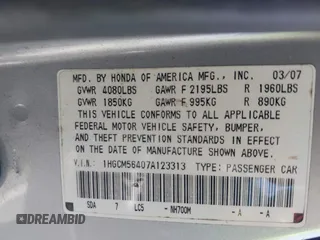 MFD. BY HONDA OF AMERICA MFG., INC. 03/07
GVWR 4080LBS GAWR F 2195LBS R 1960LBS
GVWR 1850KG GAWR F 995KG R 890KG
THIS VEHICLE CONFORMS TO ALL APPLICABLE
FEDERAL MOTOR VEHICLE SAFETY, BUMPER,
AND THEFT PREVENTION STANDARDS IN EFFECT
ON THE DATE OF MANUFACTURE SHOWN ABOVE.
V.I.N: 1HGCM56407A123313 TYPE: PASSENGER CAR
SDA 7 LC5 - NH700M - A - A
DREAMBID